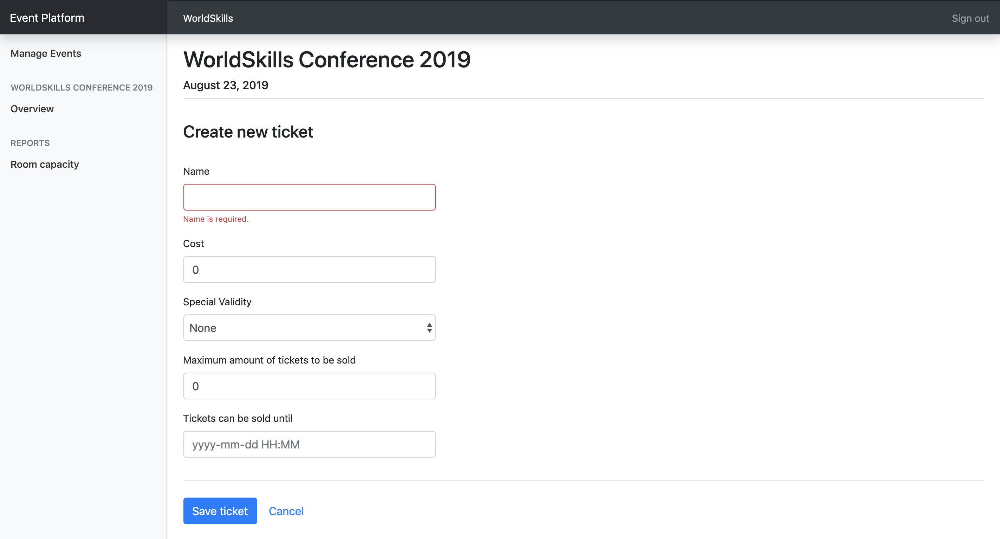 Event Platform
WorldSkills
Sign out
Manage Events
WORLDSKILLS CONFERENCE 2019
Overview
REPORTS
Room capacity
WorldSkills Conference 2019
August 23, 2019
Create new ticket
Name
Name is required.
Cost
0
Special Validity
None
Maximum amount of tickets to be sold
0
Tickets can be sold until
yyyy-mm-dd HH:MM
Save ticket
Cancel